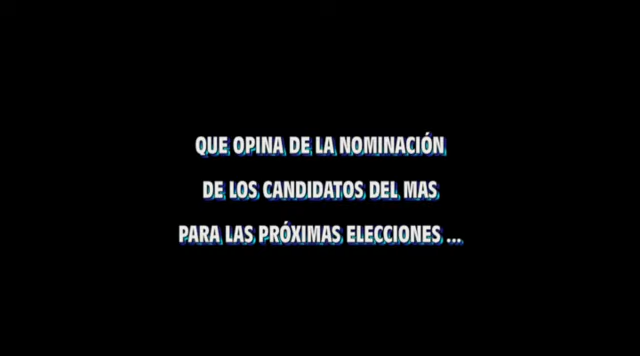 QUE OPINA DE LA NOMINACIÓN
DE LOS CANDIDATOS DEL MAS
PARA LAS PRÓXIMAS ELECCIONES ...